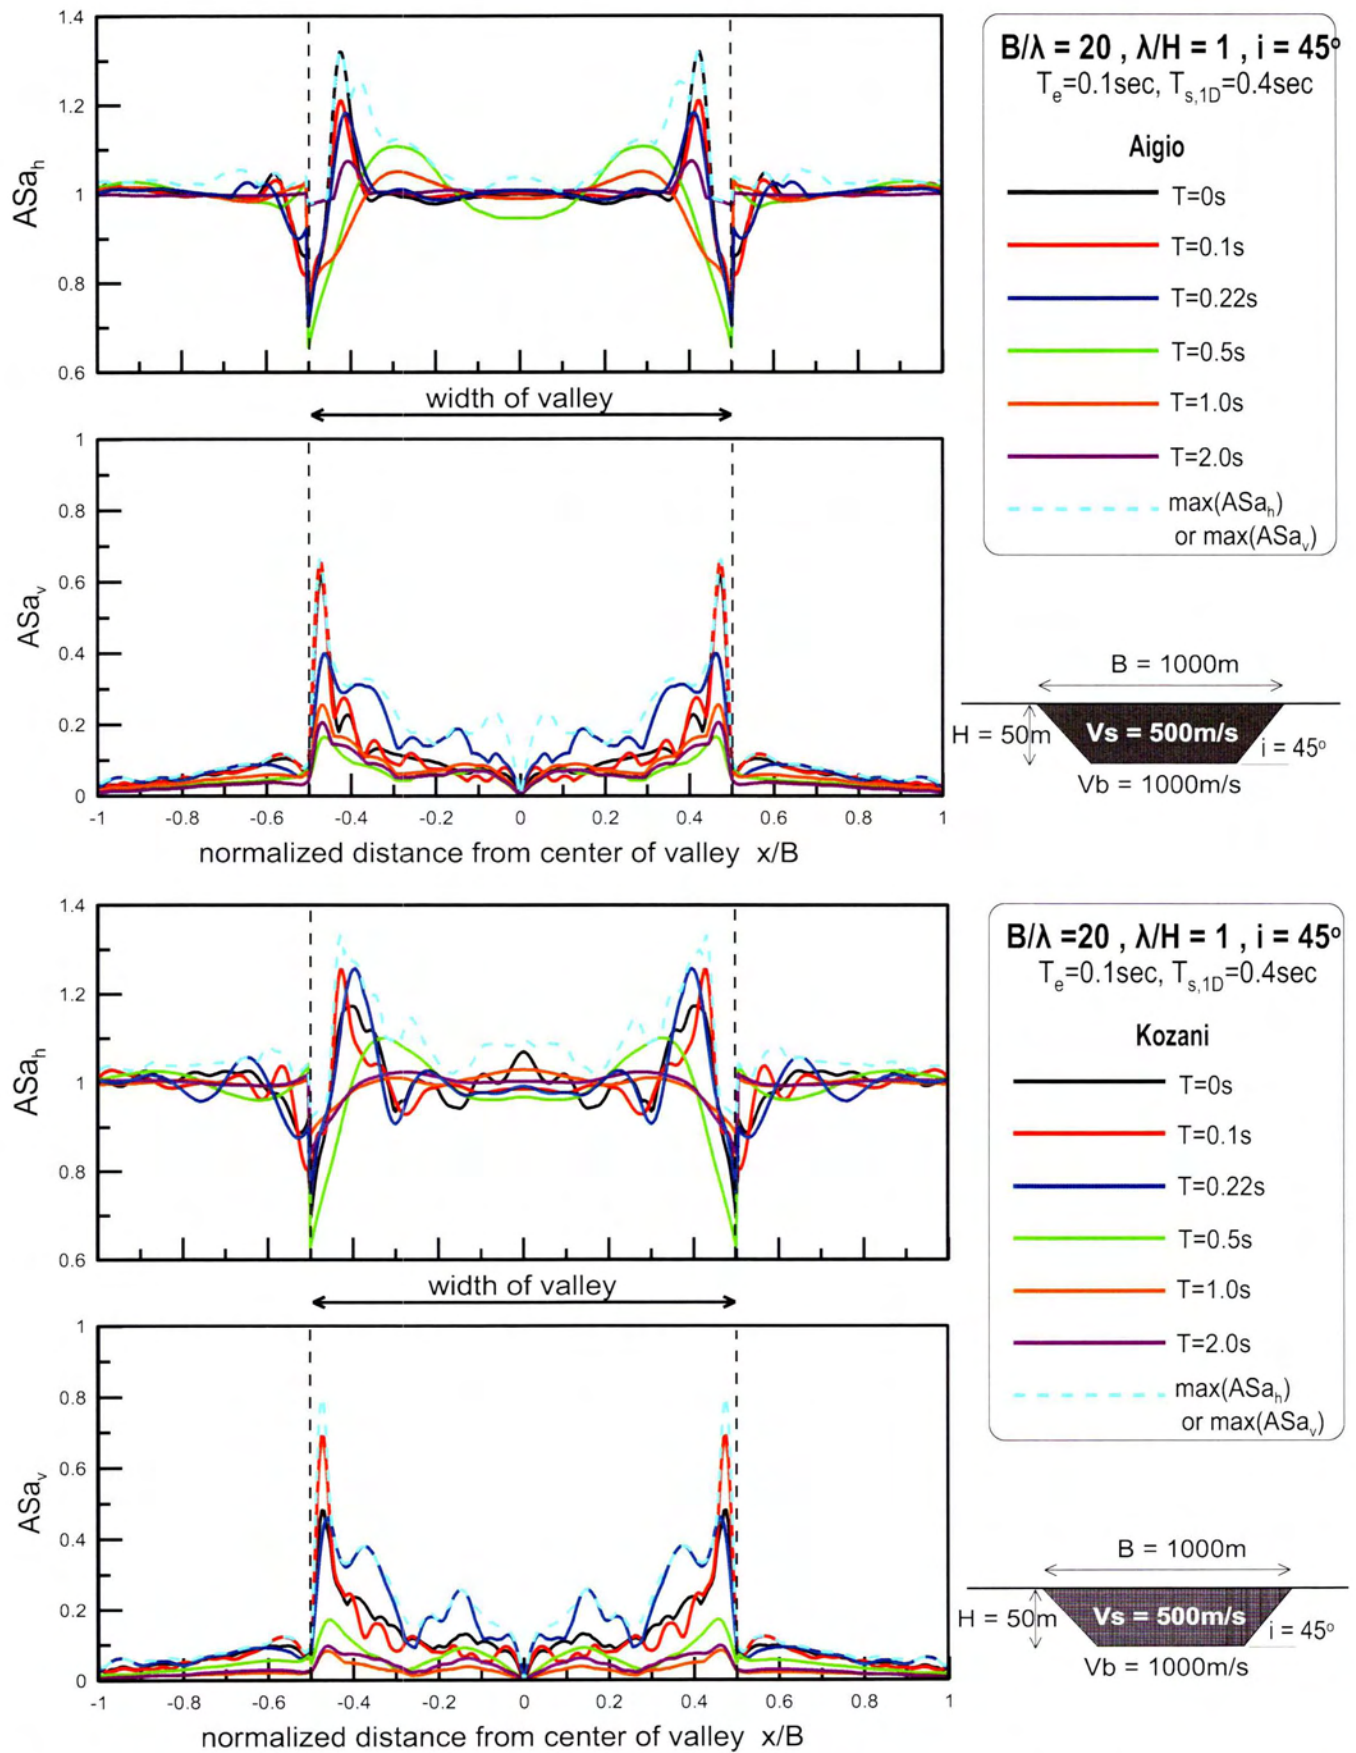 1.4
1.2
1
0.8
0.6
ASa_h
width of valley
1
0.8
0.6
0.4
0.2
0
ASa_v
-1 -0.8 -0.6 -0.4 -0.2 0 0.2 0.4 0.6 0.8 1
normalized distance from center of valley x/B
B/λ = 20 , λ/H = 1 , i = 45°
T_e=0.1sec, T_s,1D=0.4sec
Aigio
T=0s
T=0.1s
T=0.22s
T=0.5s
T=1.0s
T=2.0s
max(ASa_h)
or max(ASa_v)
B = 1000m
H = 50m
Vs = 500m/s
i = 45°
Vb = 1000m/s
1.4
1.2
1
0.8
0.6
ASa_h
width of valley
1
0.8
0.6
0.4
0.2
0
ASa_v
-1 -0.8 -0.6 -0.4 -0.2 0 0.2 0.4 0.6 0.8 1
normalized distance from center of valley x/B
B/λ =20 , λ/H = 1 , i = 45°
T_e=0.1sec, T_s,1D=0.4sec
Kozani
T=0s
T=0.1s
T=0.22s
T=0.5s
T=1.0s
T=2.0s
max(ASa_h)
or max(ASa_v)
B = 1000m
H = 50m
Vs = 500m/s
i = 45°
Vb = 1000m/s